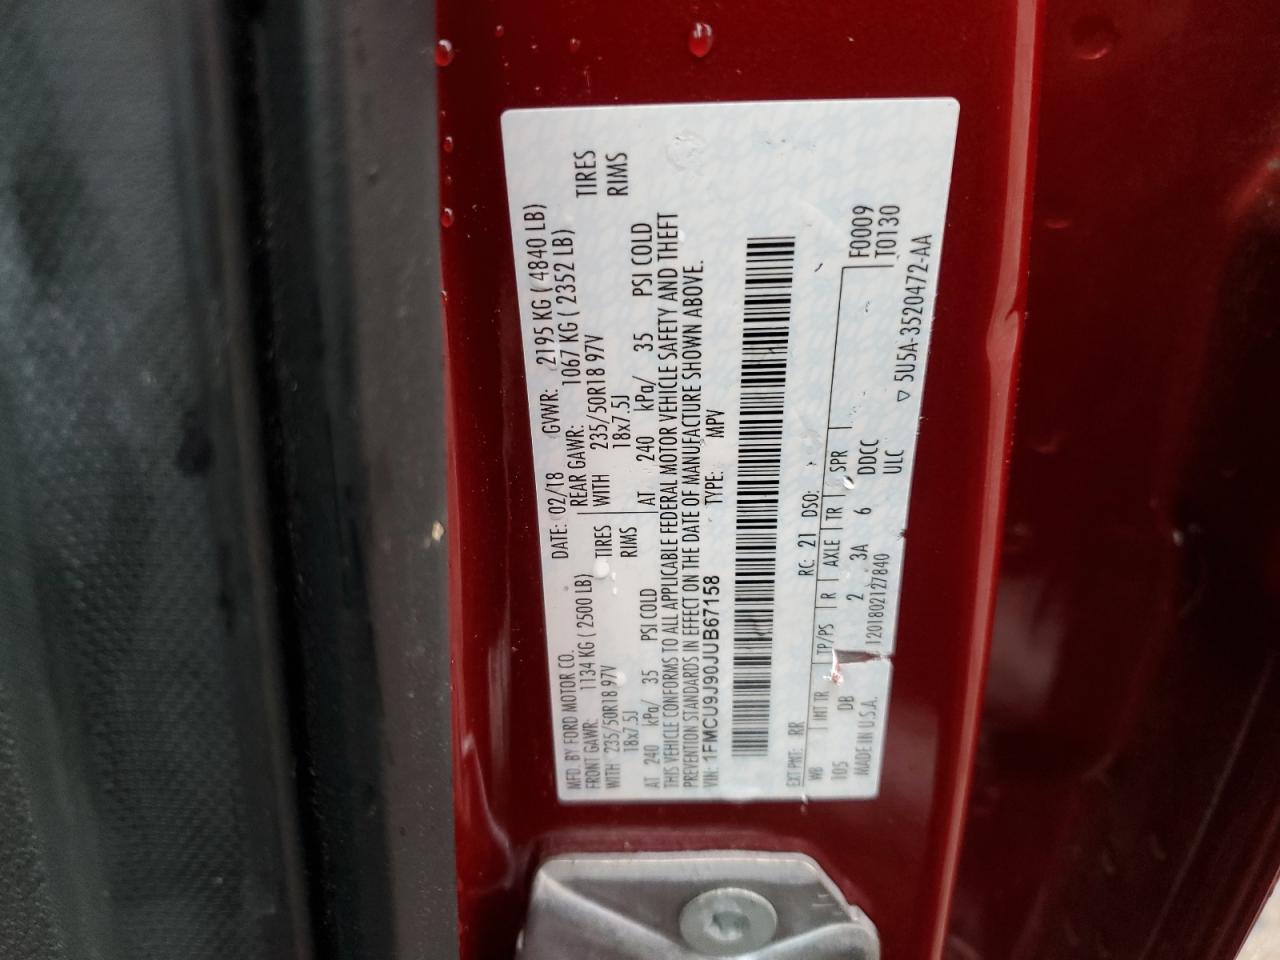 MFD. BY FORD MOTOR CO.
DATE: 02/18 GVWR: 2195 KG ( 4840 LB)
FRONT GAWR: 1134 KG ( 2500 LB) REAR GAWR: 1067 KG ( 2352 LB)
WITH 235/50R18 97V TIRES WITH 235/50R18 97V TIRES
18x7.5J RIMS 18x7.5J RIMS
AT 240 kPa/ 35 PSI COLD AT 240 kPa/ 35 PSI COLD
THIS VEHICLE CONFORMS TO ALL APPLICABLE FEDERAL MOTOR VEHICLE SAFETY AND THEFT
PREVENTION STANDARDS IN EFFECT ON THE DATE OF MANUFACTURE SHOWN ABOVE.
VIN: 1FMCU9J90JUB67158 TYPE: MPV
EXT PNT: RR RC: 21 DSO:
WB INT TR TP/PS R AXLE TR SPR F0009
105 DB 2 3A 6 DDCC T0130
MADE IN U.S.A. 1201802127840 ULC
▽ 5U5A-3520472-AA